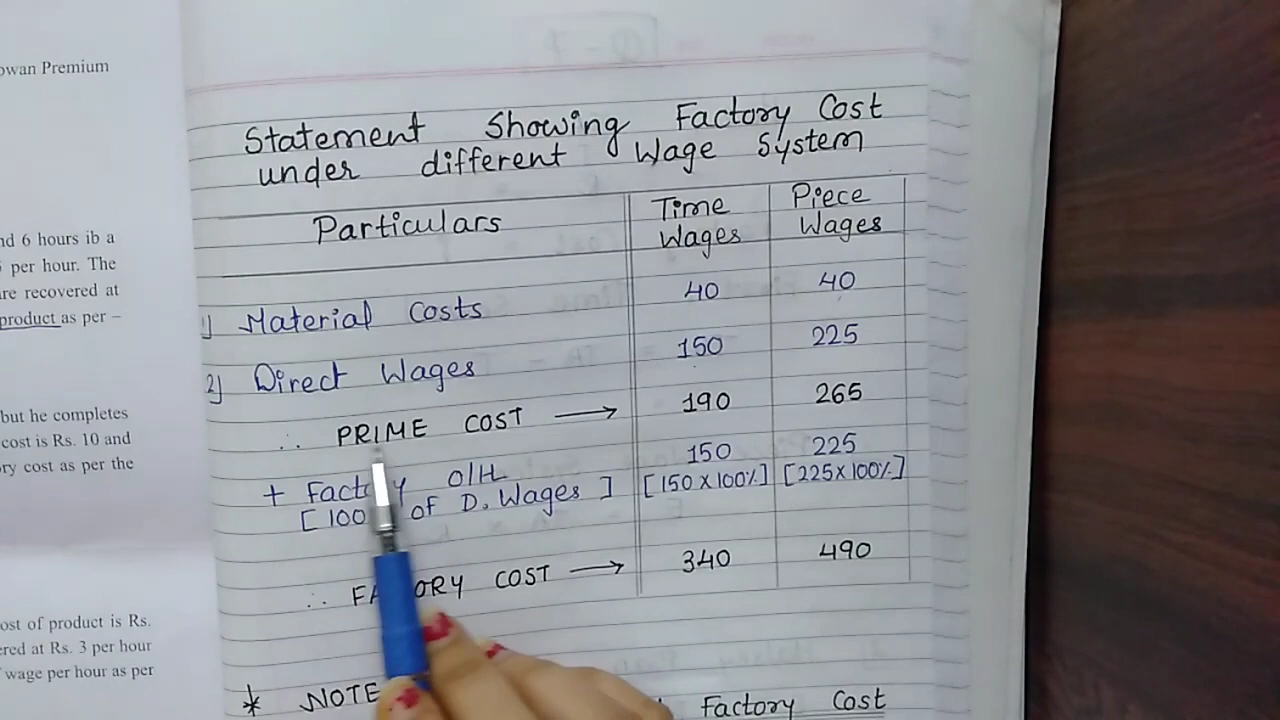 Premium
Statement Showing Factory Cost
under different Wage System
Particulars
Time
Wages
Piece
Wages
1) Material Costs 40 40
2) Direct Wages 150 225
∴ PRIME COST → 190 265
+ Factory O/H 150 225
[100 of D. Wages] [150 X 100%] [225 X 100%]
∴ FACTORY COST → 340 490
* NOTE
Factory Cost
nd 6 hours ib a
per hour. The
are recovered at
product as per –
but he completes
cost is Rs. 10 and
cost as per the
ost of product is Rs.
ered at Rs. 3 per hour
wage per hour as per